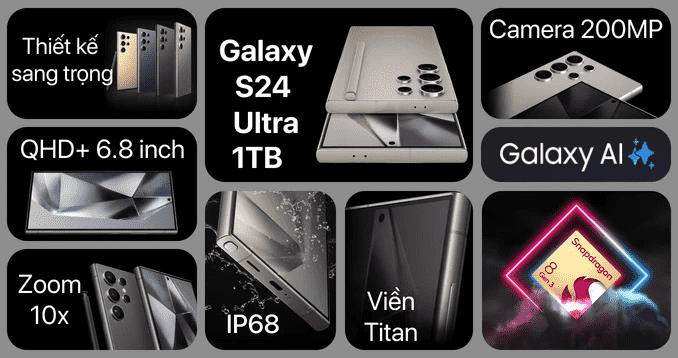 Thiết kế
sang trọng
Galaxy
S24
Ultra
1TB
Camera 200MP
QHD+ 6.8 inch
Galaxy AI
Zoom
10x
IP68
Viền
Titan
Snapdragon
8
Gen 3